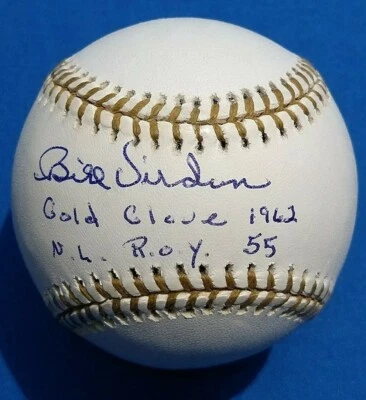 Bill Virdon
Gold Glove 1962
N.L. R.O.Y. 55